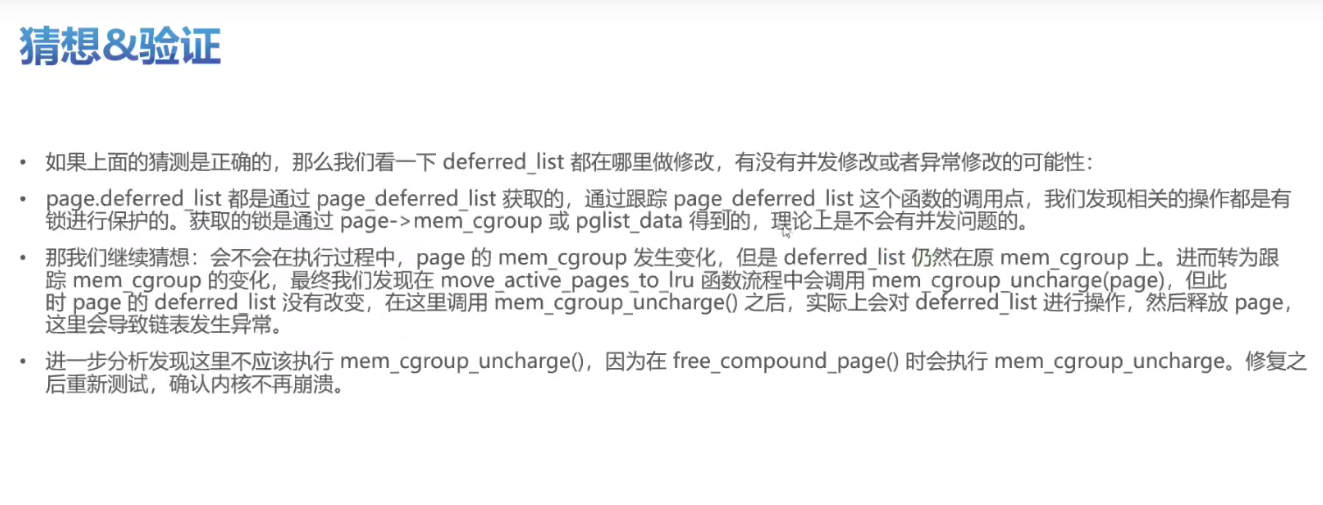 猜想&验证
• 如果上面的猜测是正确的，那么我们看一下 deferred_list 都在哪里做修改，有没有并发修改或者异常修改的可能性：
• page.deferred_list 都是通过 page_deferred_list 获取的，通过跟踪 page_deferred_list 这个函数的调用点，我们发现相关的操作都是有
锁进行保护的。获取的锁是通过 page->mem_cgroup 或 pglist_data 得到的，理论上是不会有并发问题的。
• 那我们继续猜想：会不会在执行过程中，page 的 mem_cgroup 发生变化，但是 deferred_list 仍然在原 mem_cgroup 上。进而转为跟
踪 mem_cgroup 的变化，最终我们发现在 move_active_pages_to_lru 函数流程中会调用 mem_cgroup_uncharge(page)，但此
时 page 的 deferred_list 没有改变，在这里调用 mem_cgroup_uncharge() 之后，实际上会对 deferred_list 进行操作，然后释放 page，
这里会导致链表发生异常。
• 进一步分析发现这里不应该执行 mem_cgroup_uncharge()，因为在 free_compound_page() 时会执行 mem_cgroup_uncharge。修复之
后重新测试，确认内核不再崩溃。